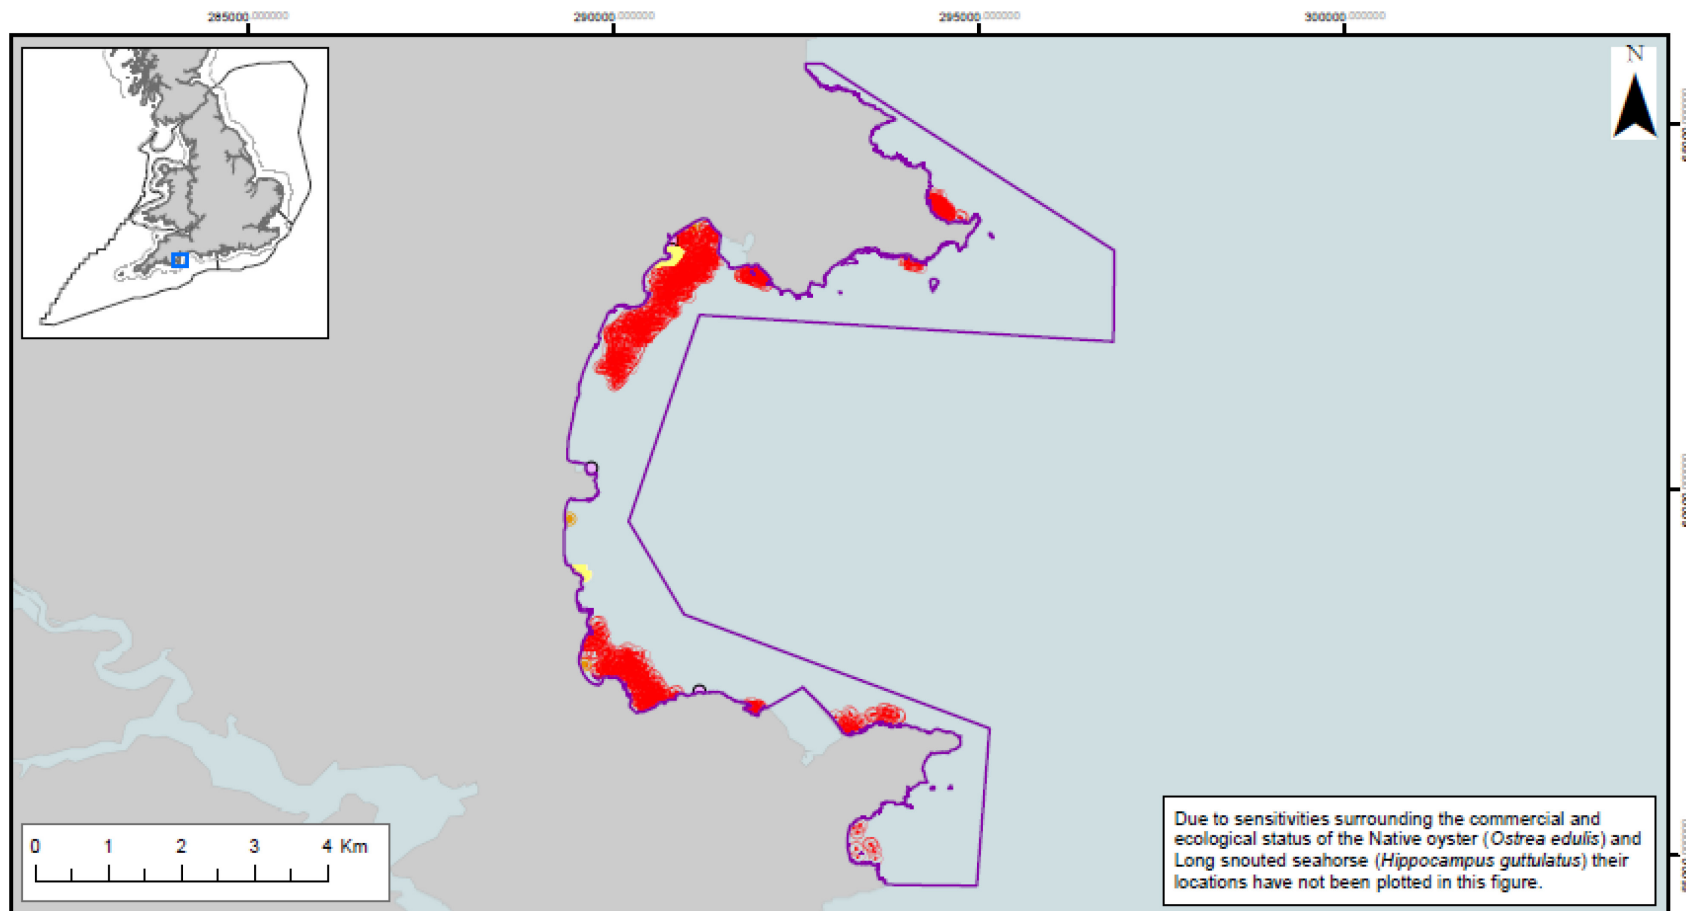 285000.000000 290000.000000 295000.000000 300000.000000
N
0 1 2 3 4 Km
Due to sensitivities surrounding the commercial and
ecological status of the Native oyster (Ostrea edulis) and
Long snouted seahorse (Hippocampus guttulatus) their
locations have not been plotted in this figure.